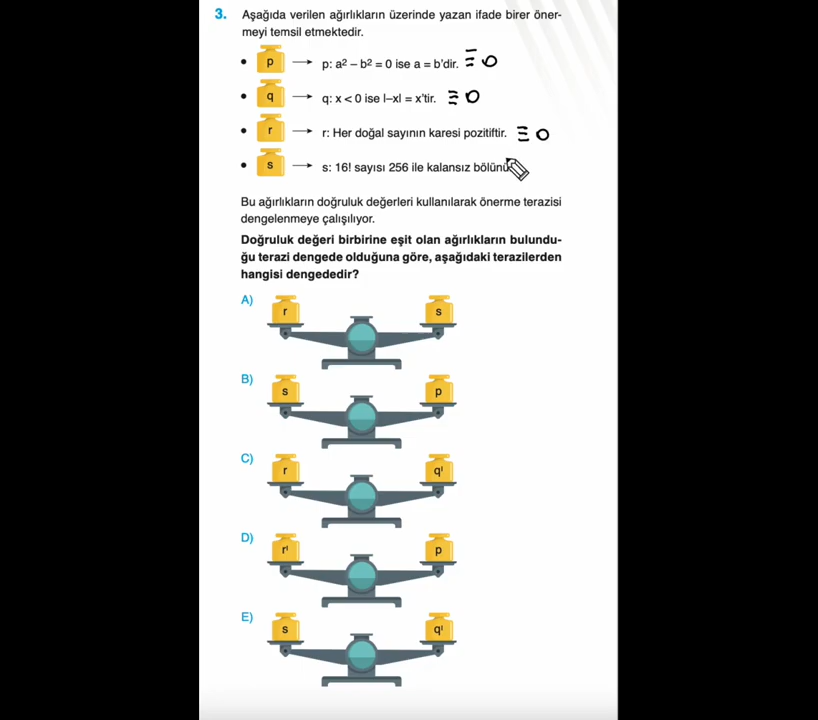 3. Aşağıda verilen ağırlıkların üzerinde yazan ifade birer öner-
meyi temsil etmektedir.
• p → p: a² – b² = 0 ise a = b'dir. ≡ 0
• q → q: x < 0 ise |–x| = x'tir. ≡ 0
• r → r: Her doğal sayının karesi pozitiftir. ≡ 0
• s → s: 16! sayısı 256 ile kalansız
Bu ağırlıkların doğruluk değerleri kullanılarak önerme terazisi
dengelenmeye çalışılıyor.
Doğruluk değeri birbirine eşit olan ağırlıkların bulundu-
ğu terazi dengede olduğuna göre, aşağıdaki terazilerden
hangisi dengededir?
A) r s
B) s p
C) r q'
D) r' p
E) s q'